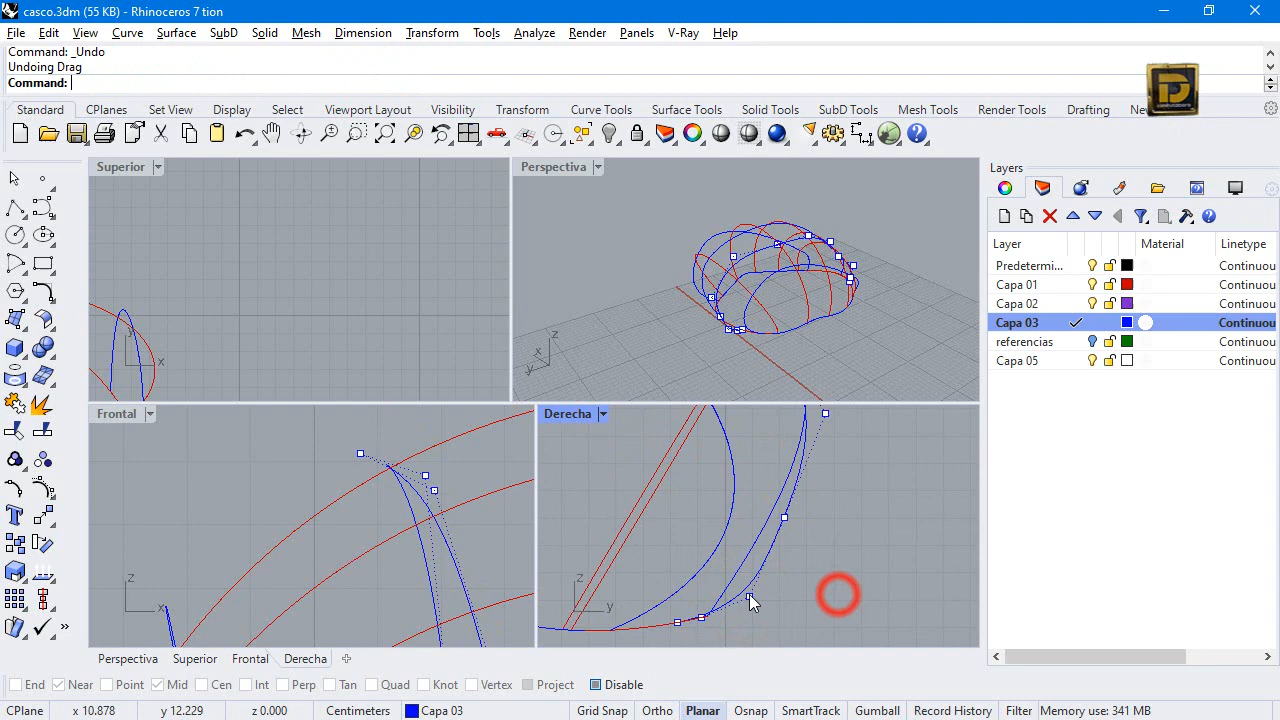 casco.3dm (55 KB) - Rhinoceros 7 tion
File Edit View Curve Surface SubD Solid Mesh Dimension Transform Tools Analyze Render Panels V-Ray Help
Command: _Undo
Undoing Drag
Command:
Standard CPlanes Set View Display Select Viewport Layout Visibility Transform Curve Tools Surface Tools Solid Tools SubD Tools Mesh Tools Render Tools Drafting
Superior
Perspectiva
Layers
Layer Material Linetype
Predetermi... Continuou
Capa 01 Continuou
Capa 02 Continuou
Capa 03 Continuou
referencias Continuou
Capa 05 Continuou
y
x
z
x
y
Frontal
Derecha
z
x
z
y
Perspectiva Superior Frontal Derecha
End Near Point Mid Cen Int Perp Tan Quad Knot Vertex Project Disable
CPlane x 10.878 y 12.229 z 0.000 Centimeters Capa 03 Grid Snap Ortho Planar Osnap SmartTrack Gumball Record History Filter Memory use: 341 MB